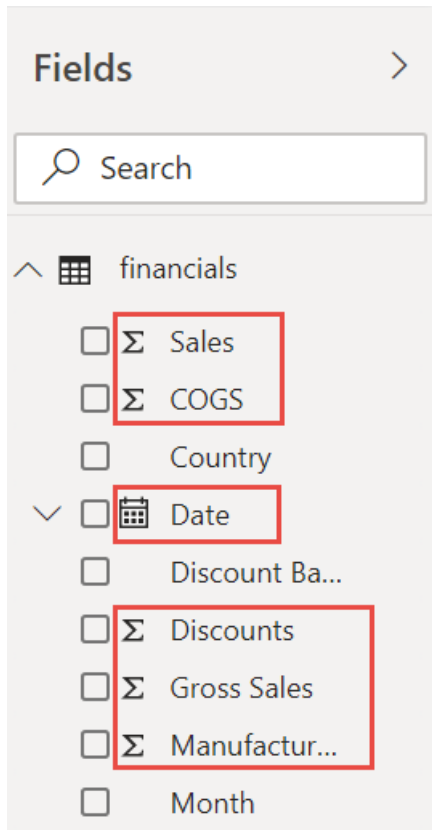 Fields
Search
financials
Σ Sales
Σ COGS
Country
Date
Discount Ba...
Σ Discounts
Σ Gross Sales
Σ Manufactur...
Month